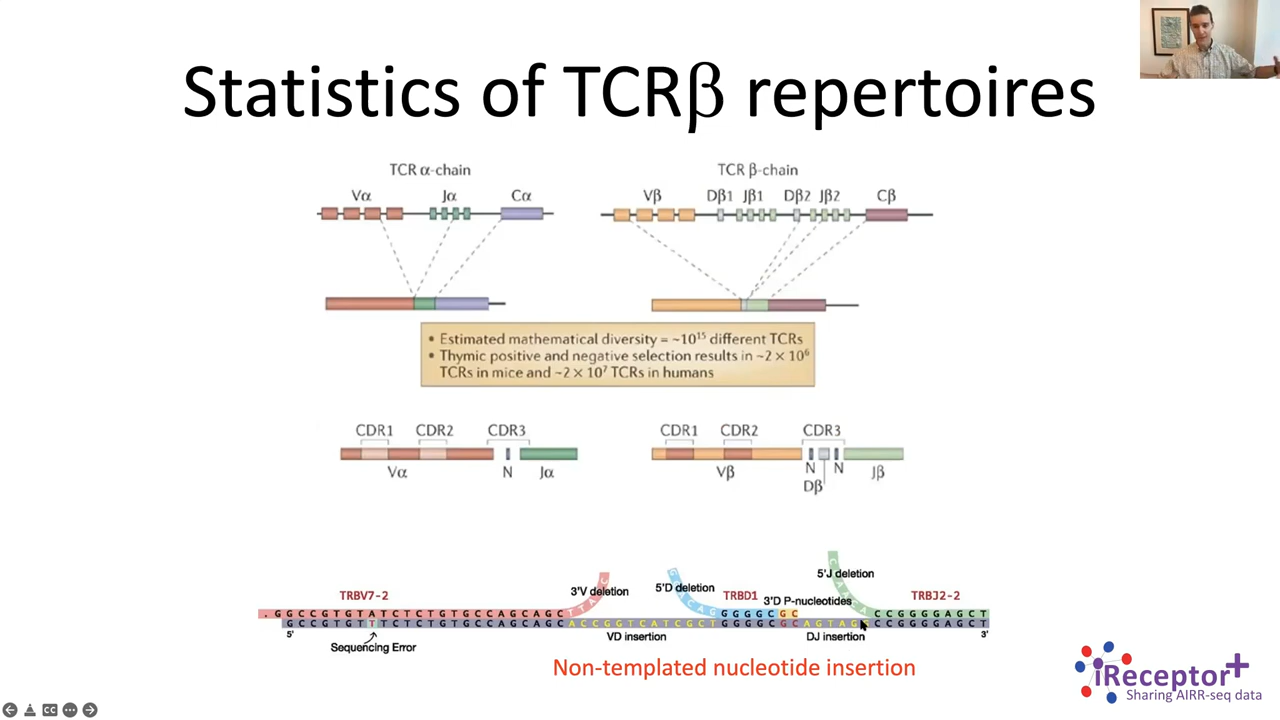 Statistics of TCRβ repertoires
TCR α-chain
TCR β-chain
Vα Jα Cα
Vβ Dβ1 Jβ1 Dβ2 Jβ2 Cβ
• Estimated mathematical diversity = ~10¹⁵ different TCRs
• Thymic positive and negative selection results in ~2 × 10⁶
TCRs in mice and ~2 × 10⁷ TCRs in humans
CDR1 CDR2 CDR3
Vα N Jα
CDR1 CDR2 CDR3
Vβ N N Jβ
Dβ
5'J deletion
3'V deletion
5'D deletion
TRBV7-2
TRBD1
3'D P-nucleotides
TRBJ2-2
. G G C C G T G T A T C T C T G T G C C A G C A G C
G G G G C G C
C C G G G G A G C T
G C C G T G T T T C T C T G T G C C A G C A G C A C C G G T C A T C G C T G G G G C G C A G T A G
C C G G G G A G C T
5'
VD insertion
DJ insertion
3'
Sequencing Error
Non-templated nucleotide insertion
iReceptor+
Sharing AIRR-seq data
CC